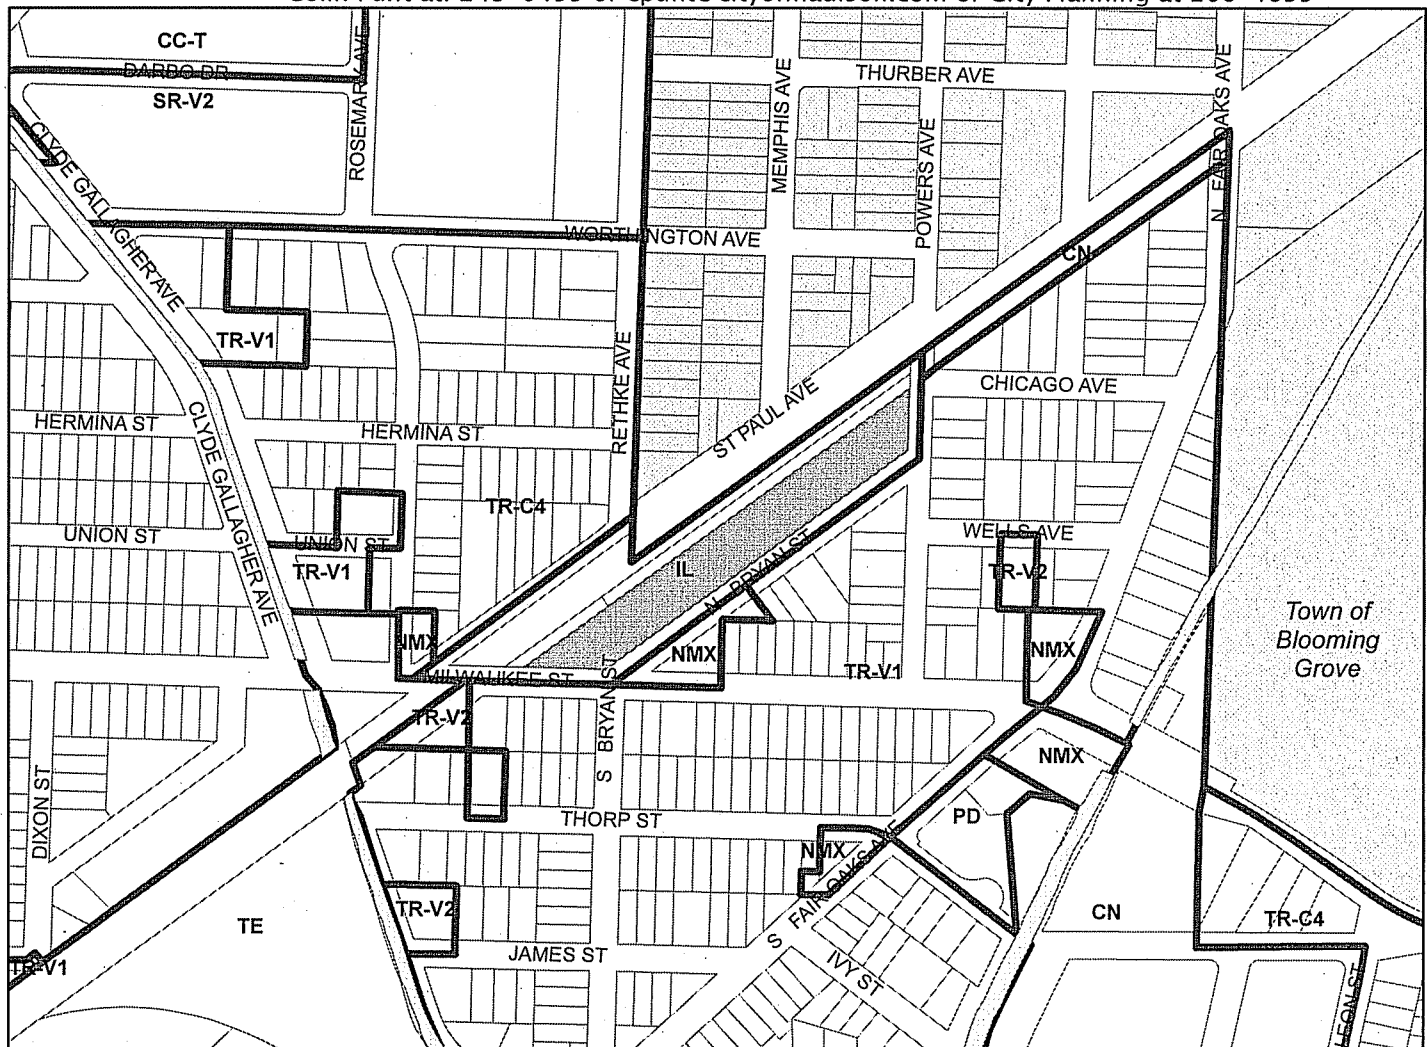 CC-T
DARBO DR
SR-V2
ROSEMARY AVE
CLYDE GALLAGHER AVE
THURBER AVE
MEMPHIS AVE
POWERS AVE
N FAIR OAKS AVE
WORTHINGTON AVE
CN
TR-V1
RETHKE AVE
ST PAUL AVE
CHICAGO AVE
HERMINA ST
HERMINA ST
CLYDE GALLAGHER AVE
TR-C4
UNION ST
UNION ST
TR-V1
IL
N BRYAN ST
WELLS AVE
TR-V2
Town of
Blooming
Grove
NMX
NMX
NMX
TR-V1
MILWAUKEE ST
TR-V2
S BRYAN ST
NMX
DIXON ST
THORP ST
PD
NMX
S FAIR OAKS A
TR-V2
TE
CN
TR-C4
JAMES ST
IVY ST
TR-V1
LEON ST